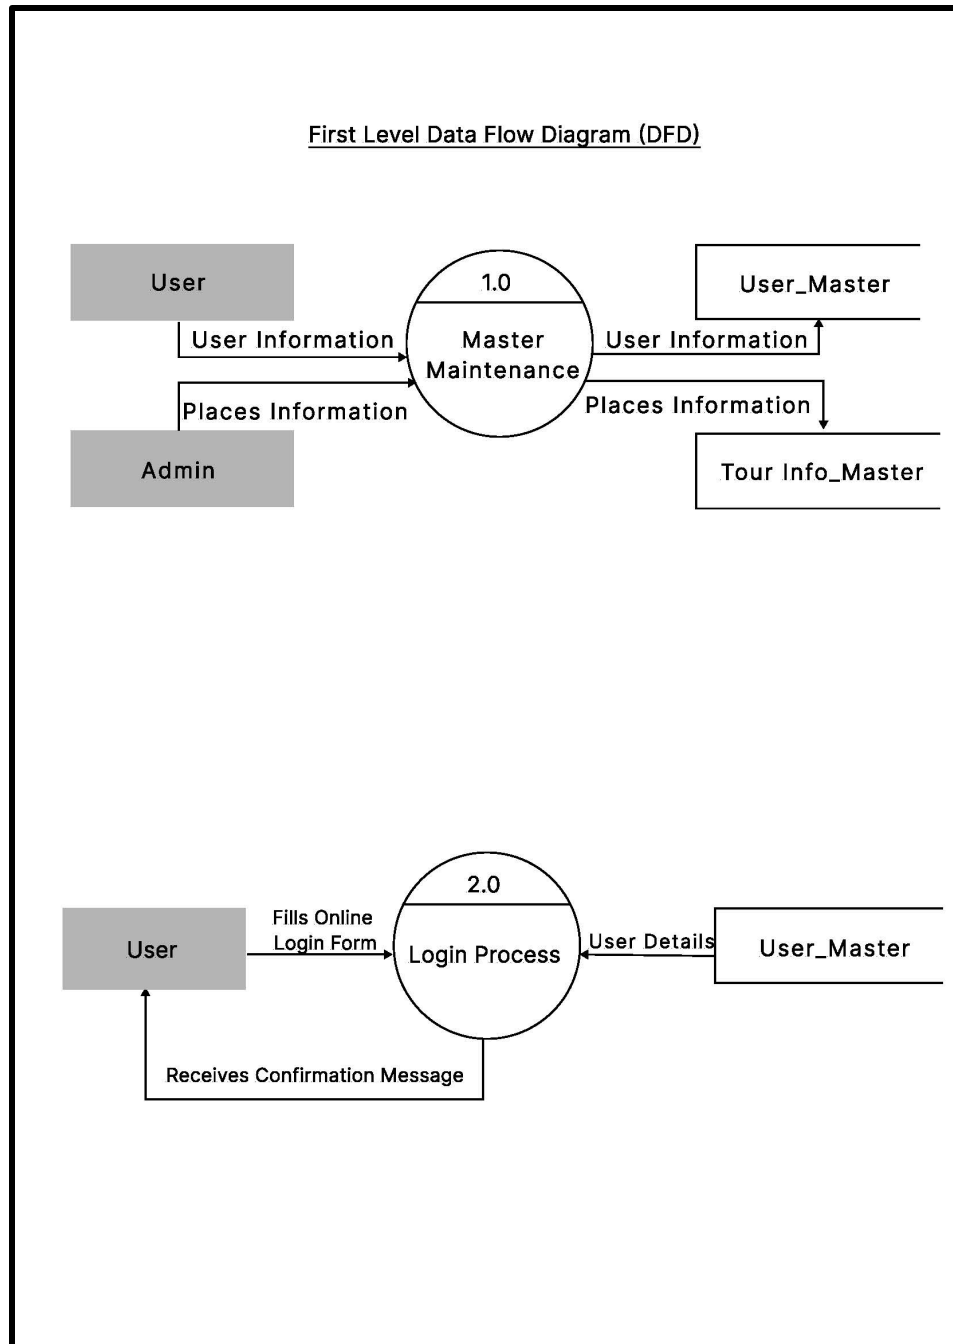 First Level Data Flow Diagram (DFD)
User
1.0
User_Master
User Information
Master
Maintenance
User Information
Places Information
Places Information
Admin
Tour Info_Master
2.0
Fills Online
Login Form
User
Login Process
User Details
User_Master
Receives Confirmation Message